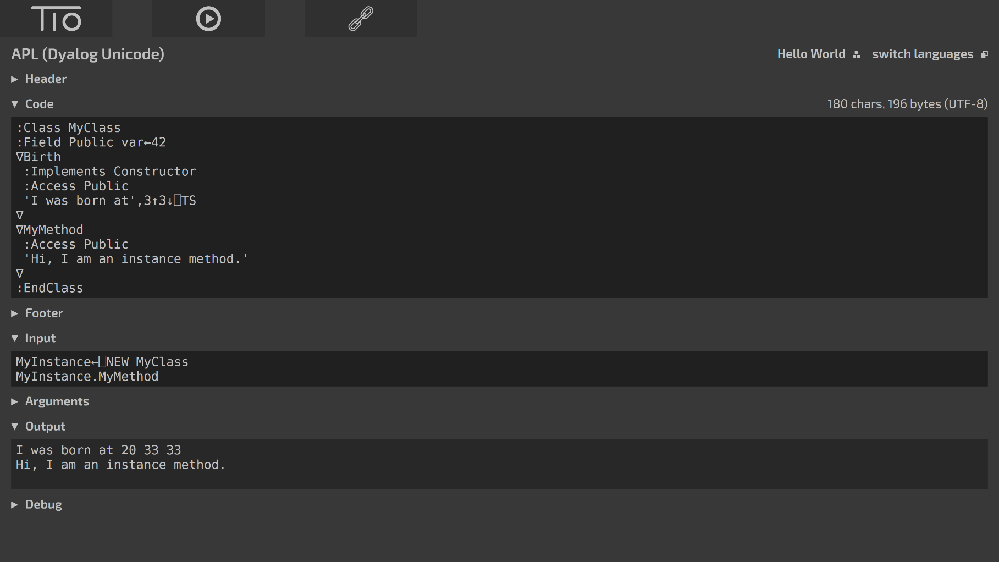 TIO
APL (Dyalog Unicode)
Hello World
switch languages
▶ Header
▼ Code
180 chars, 196 bytes (UTF-8)
:Class MyClass
:Field Public var←42
∇Birth
 :Implements Constructor
 :Access Public
 'I was born at',3↑3↓⎕TS
∇
∇MyMethod
 :Access Public
 'Hi, I am an instance method.'
∇
:EndClass
▶ Footer
▼ Input
MyInstance←⎕NEW MyClass
MyInstance.MyMethod
▶ Arguments
▼ Output
I was born at 20 33 33
Hi, I am an instance method.
▶ Debug